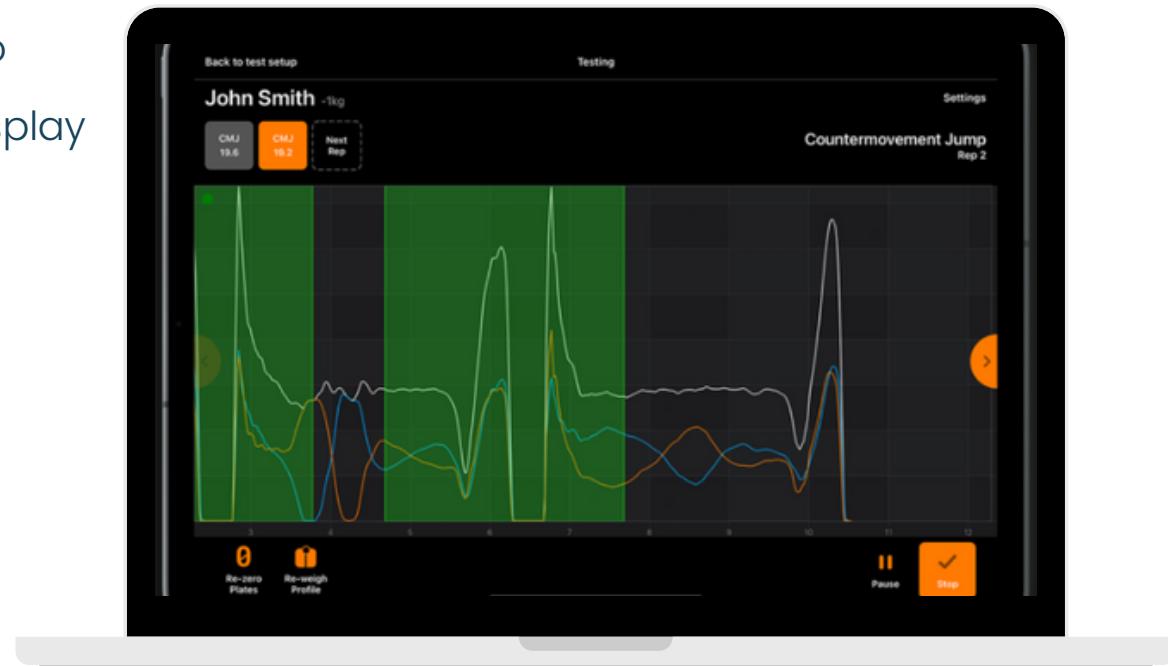 splay
Back to test setup
Testing
John Smith -1kg
Settings
CMJ
19.6
CMJ
19.2
Next
Rep
Countermovement Jump
Rep 2
3 4 5 6 7 8 9 10 11 12
Re-zero
Plates
Re-weigh
Profile
Pause
Stop